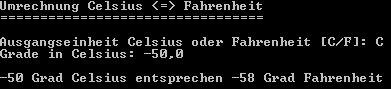 Umrechnung Celsius <=> Fahrenheit
=================================
Ausgangseinheit Celsius oder Fahrenheit [C/F]: C
Grade in Celsius: -50,0
-50 Grad Celsius entsprechen -58 Grad Fahrenheit